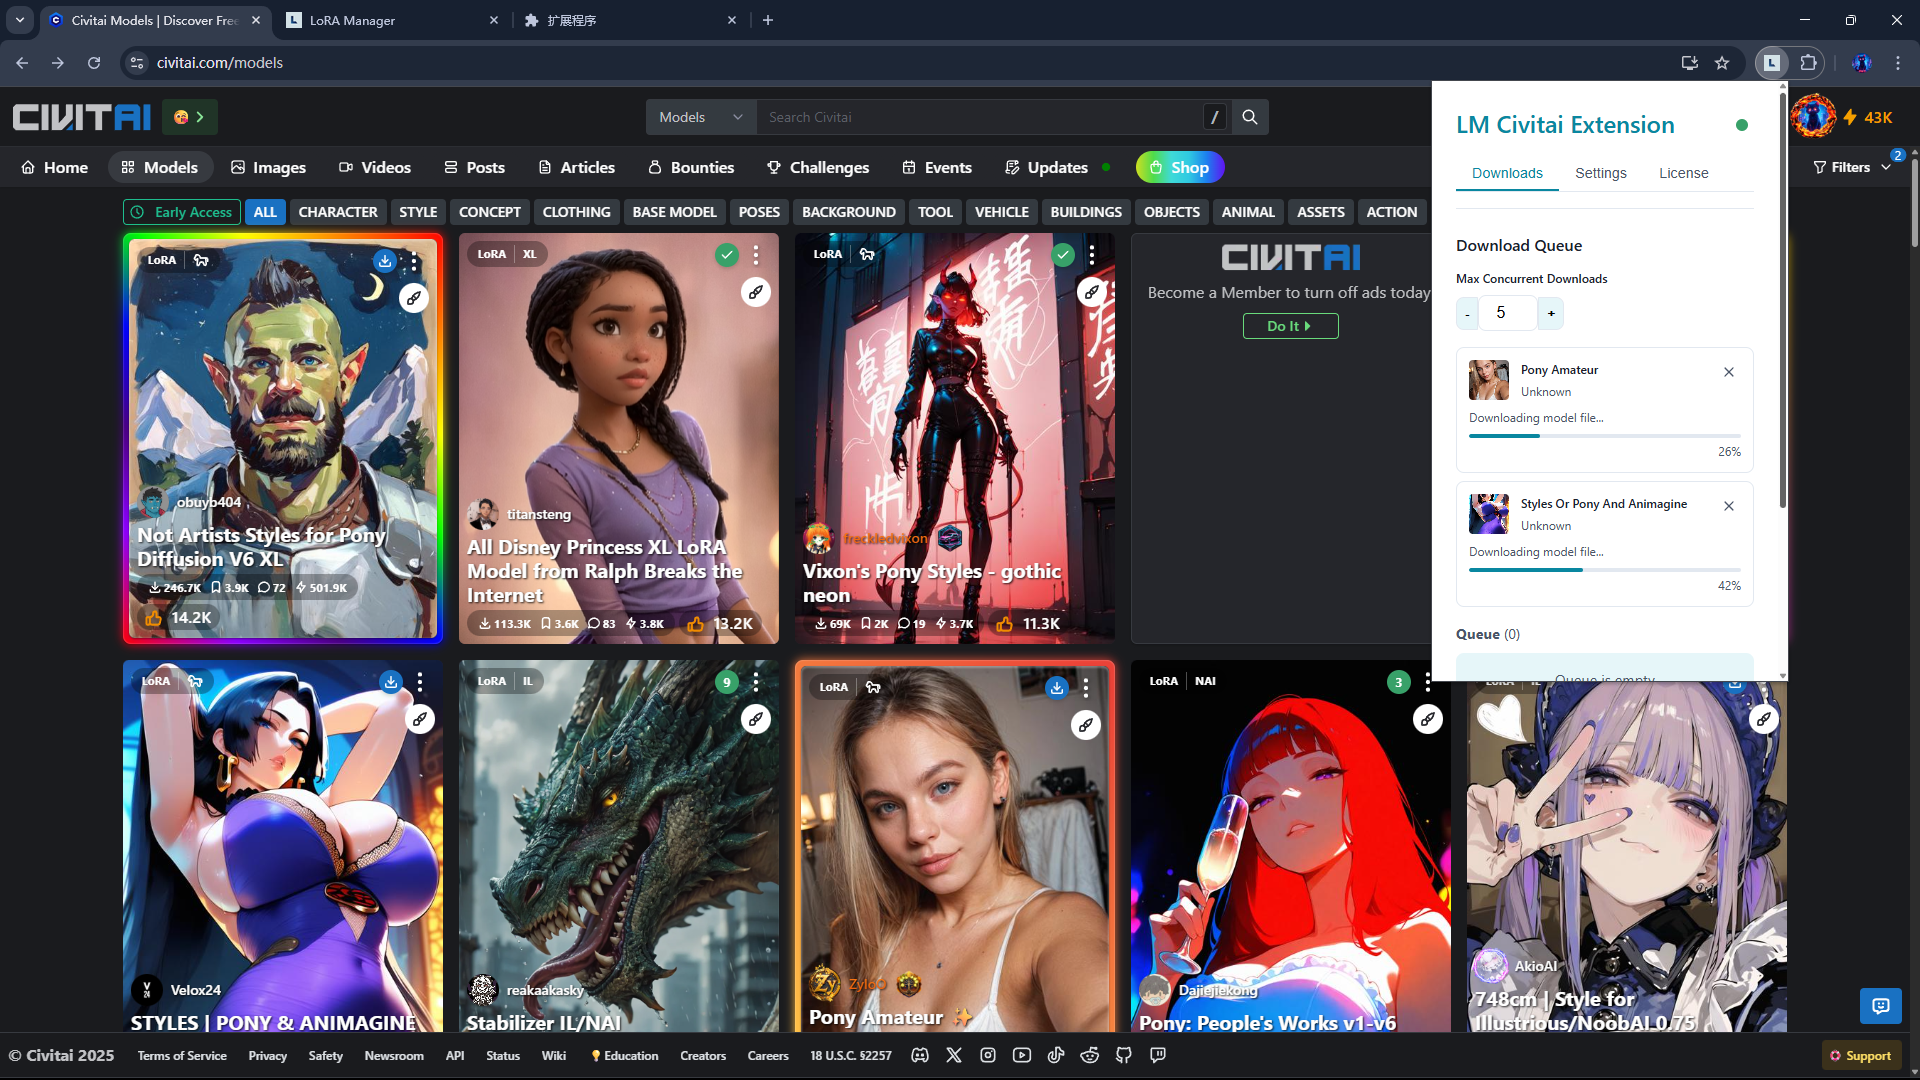 Civitai Models | Discover Free
LoRA Manager
扩展程序
civitai.com/models
CIVITAI
Models
Search Civitai
/
43K
Home
Models
Images
Videos
Posts
Articles
Bounties
Challenges
Events
Updates
Shop
Filters
2
Early Access
ALL
CHARACTER
STYLE
CONCEPT
CLOTHING
BASE MODEL
POSES
BACKGROUND
TOOL
VEHICLE
BUILDINGS
OBJECTS
ANIMAL
ASSETS
ACTION
LoRA
obuyb404
Not Artists Styles for Pony
Diffusion V6 XL
246.7K 3.9K 72 501.9K
14.2K
LoRA XL
titansteng
All Disney Princess XL LoRA
Model from Ralph Breaks the
Internet
113.3K 3.6K 83 3.8K
13.2K
LoRA
freckledvixon
Vixon's Pony Styles - gothic
neon
69K 2K 19 3.7K
11.3K
CIVITAI
Become a Member to turn off ads today
Do It
LM Civitai Extension
Downloads
Settings
License
Download Queue
Max Concurrent Downloads
- 5 +
Pony Amateur
Unknown
Downloading model file...
26%
Styles Or Pony And Animagine
Unknown
Downloading model file...
42%
Queue (0)
Queue is empty
LoRA
Velox24
STYLES | PONY & ANIMAGINE
LoRA IL
9
reakaakasky
Stabilizer IL/NAI
LoRA
ZyloO
Pony Amateur ✨
LoRA NAI
3
Dajiejiekong
Pony: People's Works v1-v6
LoRA IL
AkioAI
748cm | Style for
Illustrious/NoobAI 0.75
© Civitai 2025
Terms of Service
Privacy
Safety
Newsroom
API
Status
Wiki
Education
Creators
Careers
18 U.S.C. §2257
Support